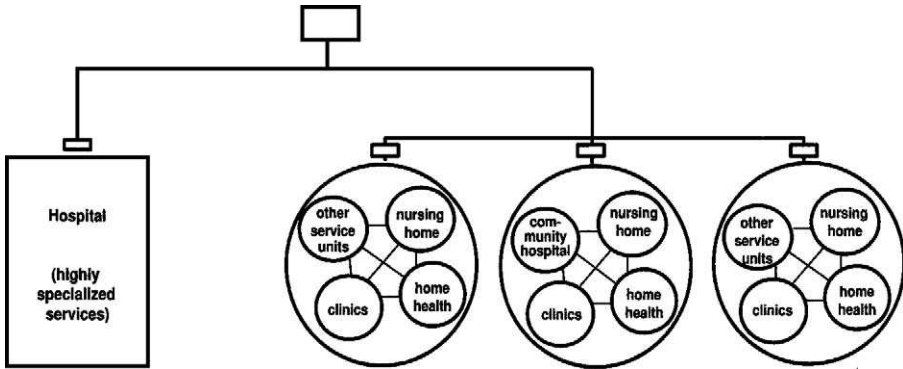 Hospital
(highly
specialized
services)
other
service
units
nursing
home
clinics
home
health
com-
munity
hospital
nursing
home
clinics
home
health
other
service
units
nursing
home
clinics
home
health